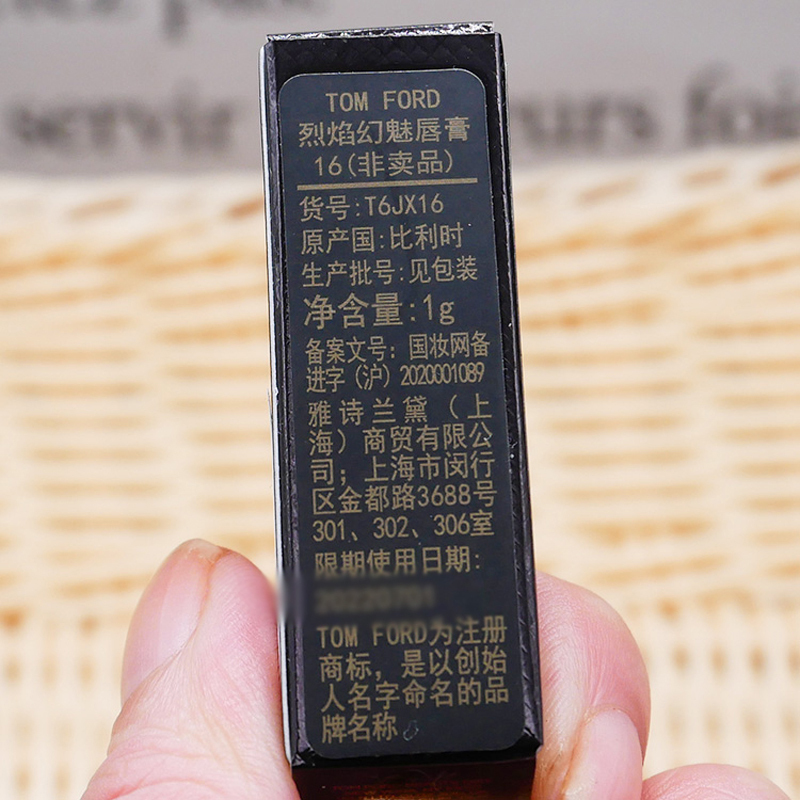 servir
TOM FORD
烈焰幻魅唇膏
16(非卖品)
货号:T6JX16
原产国:比利时
生产批号:见包装
净含量:1g
备案文号:国妆网备
进字(沪)2020001089
雅诗兰黛(上
海)商贸有限公
司;上海市闵行
区金都路3688号
301、302、306室
限期使用日期:
TOM FORD为注册
商标,是以创始
人名字命名的品
牌名称